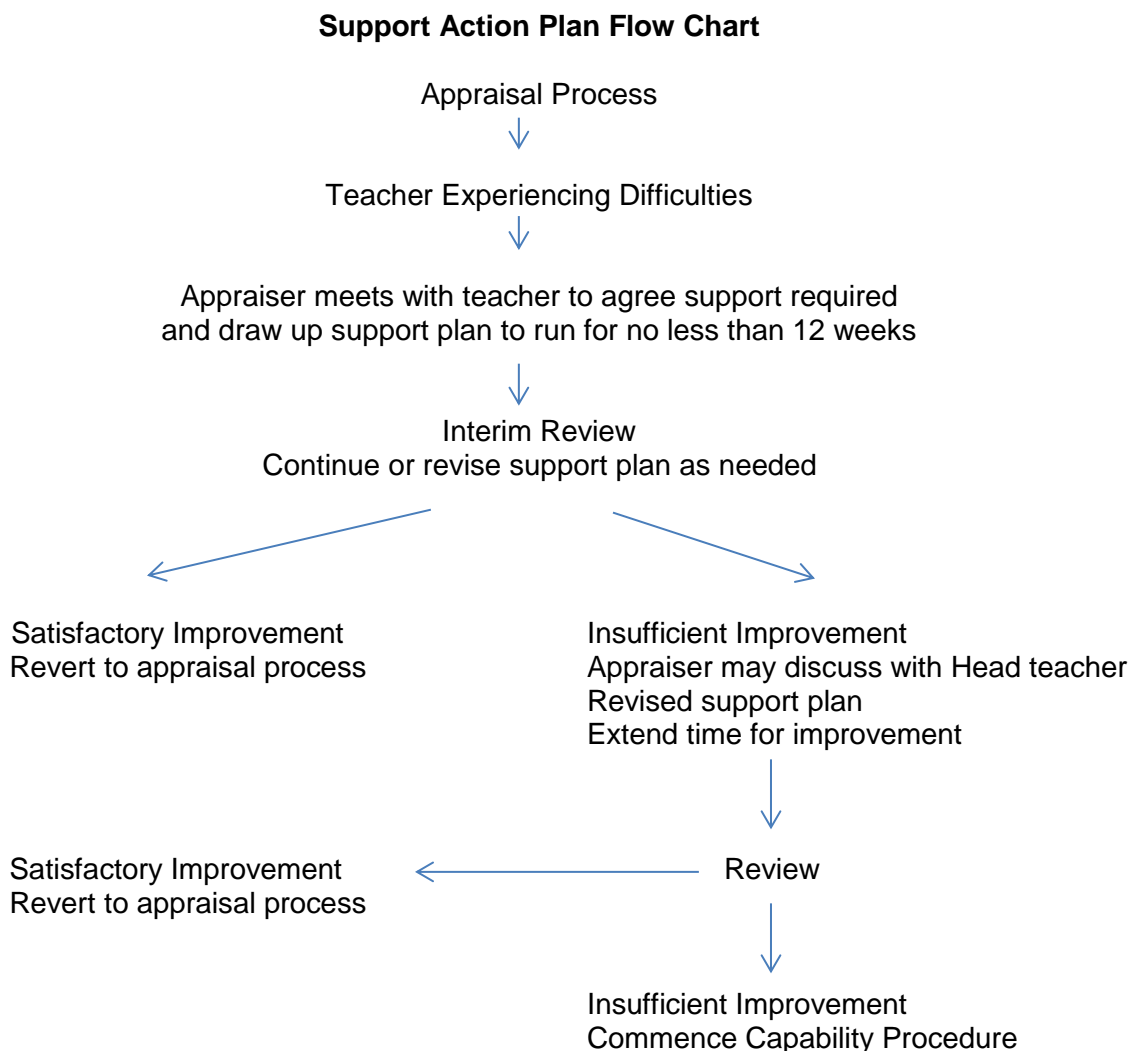 Support Action Plan Flow Chart
Appraisal Process
Teacher Experiencing Difficulties
Appraiser meets with teacher to agree support required
and draw up support plan to run for no less than 12 weeks
Interim Review
Continue or revise support plan as needed
Satisfactory Improvement
Revert to appraisal process
Insufficient Improvement
Appraiser may discuss with Head teacher
Revised support plan
Extend time for improvement
Satisfactory Improvement
Revert to appraisal process
Review
Insufficient Improvement
Commence Capability Procedure